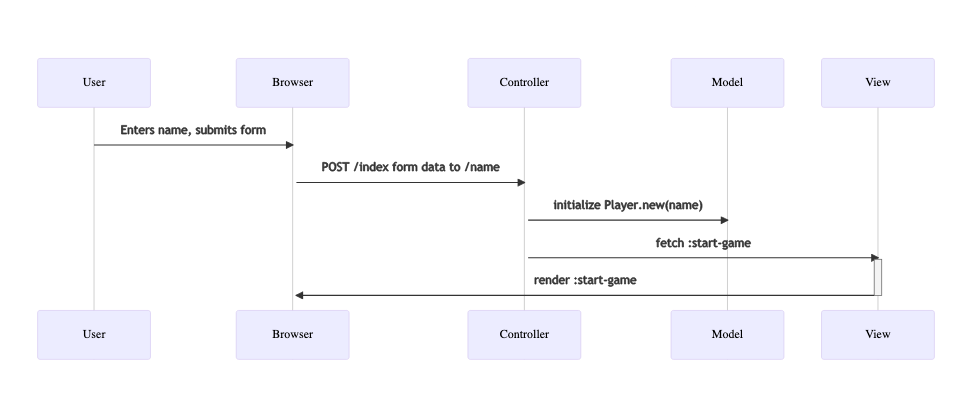 User
Browser
Controller
Model
View
Enters name, submits form
POST /index form data to /name
initialize Player.new(name)
fetch :start-game
render :start-game
User
Browser
Controller
Model
View